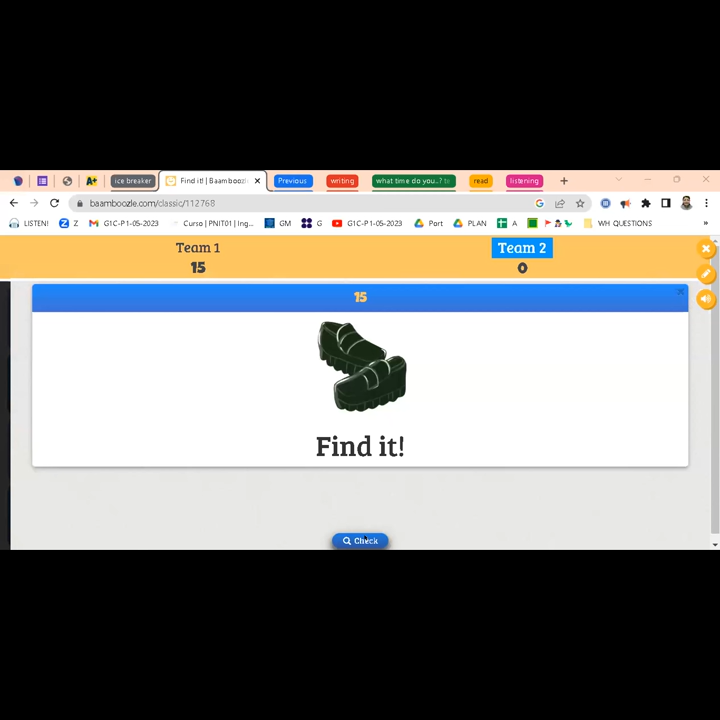 ice breaker
Find it! | Baamboozle
Previous
writing
what time do you..? te
read
listening
baamboozle.com/classic/112768
LISTEN!
Z
G1C-P1-05-2023
Curso | PNIT01 | Ing
GM
G
G1C-P1-05-2023
Port
PLAN
A
WH QUESTIONS
Team 1
Team 2
15
0
15
Find it!
Check